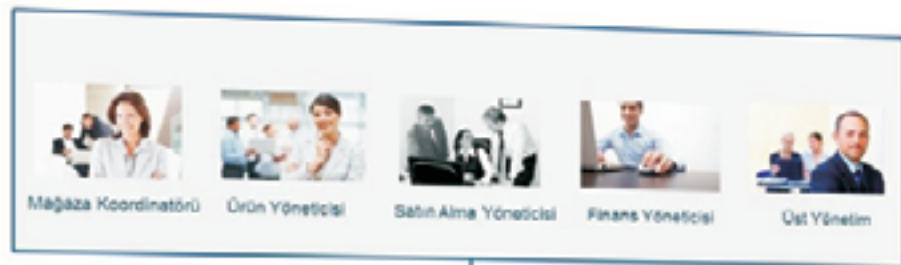 Mağaza Koordinatörü
Ürün Yöneticisi
Satın Alma Yöneticisi
Finans Yöneticisi
Üst Yönetim